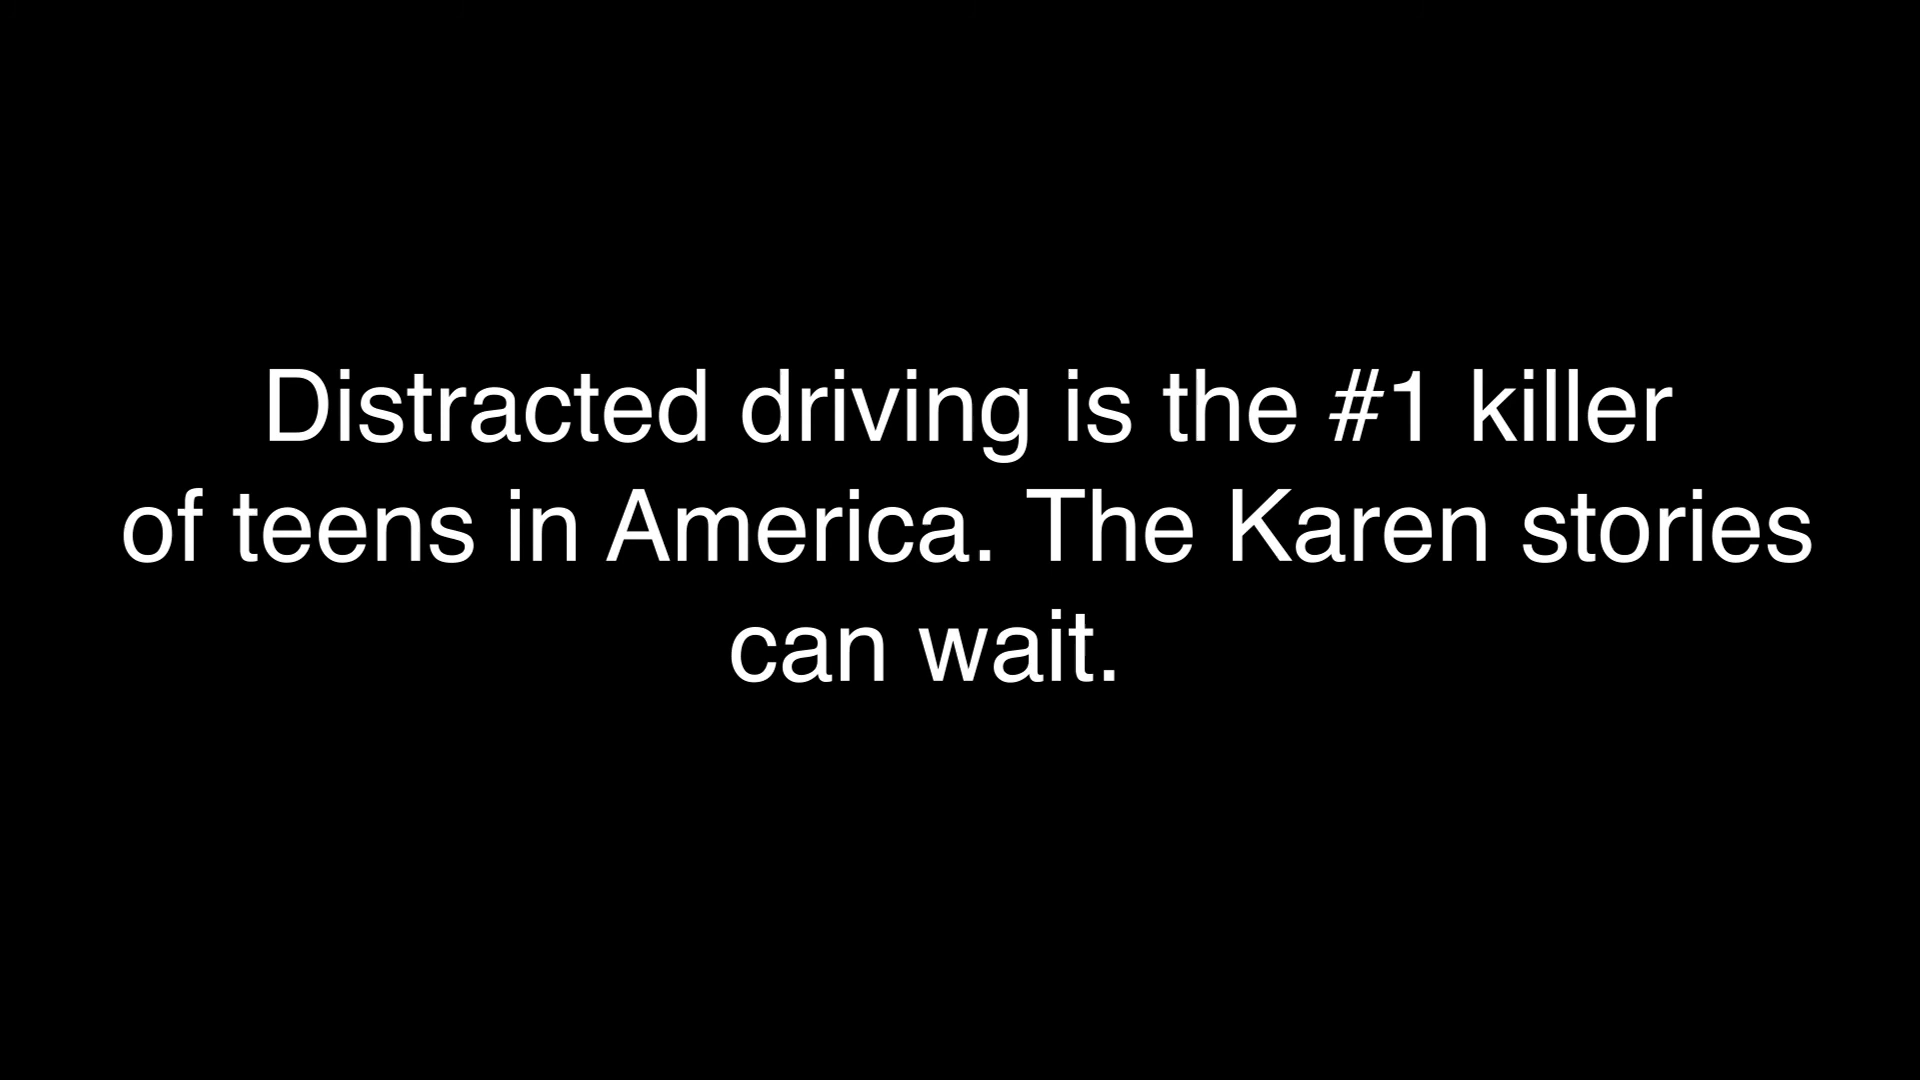 Distracted driving is the #1 killer
of teens in America. The Karen stories
can wait.